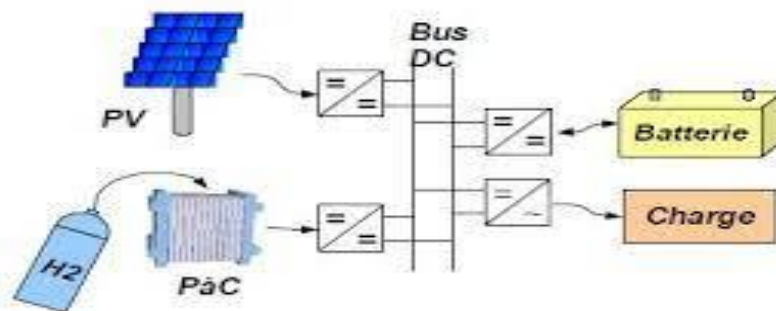 Bus
DC
PV
Batterie
Charge
H2
PàC